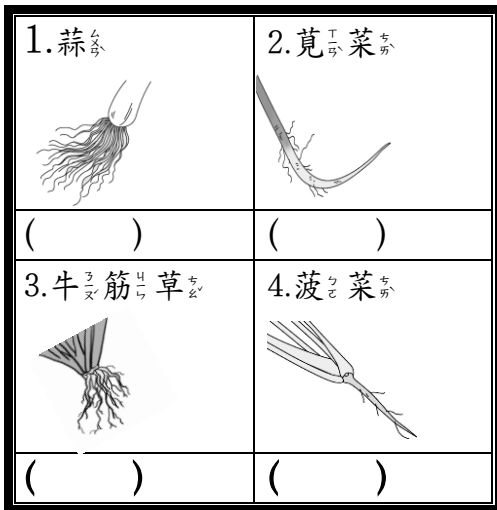 1.蒜ㄙㄨㄢˋ
2.莧ㄒㄧㄢˋ菜ㄘㄞˋ
(　　)
(　　)
3.牛ㄋㄧㄡˊ筋ㄐㄧㄣ草ㄘㄠˇ
4.菠ㄅㄛ菜ㄘㄞˋ
(　　)
(　　)